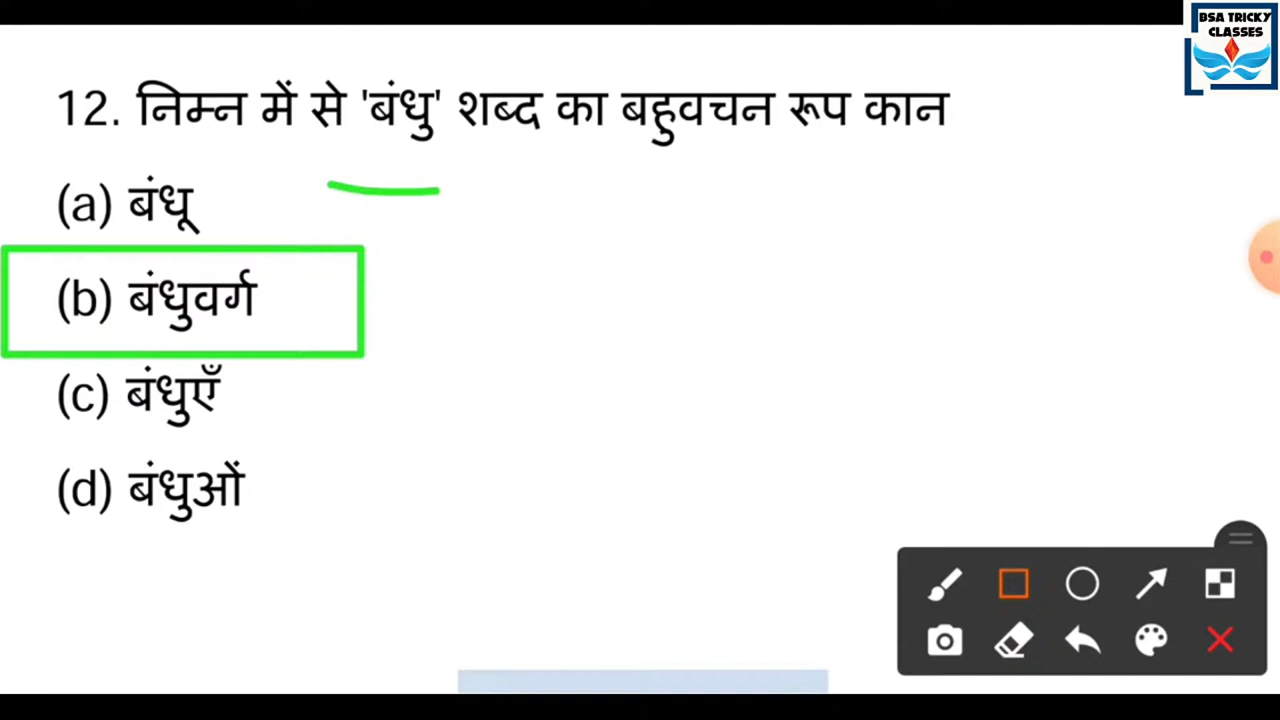 BSA TRICKY
CLASSES
12. निम्न में से 'बंधु' शब्द का बहुवचन रूप कान
(a) बंधू
(b) बंधुवर्ग
(c) बंधुएँ
(d) बंधुओं